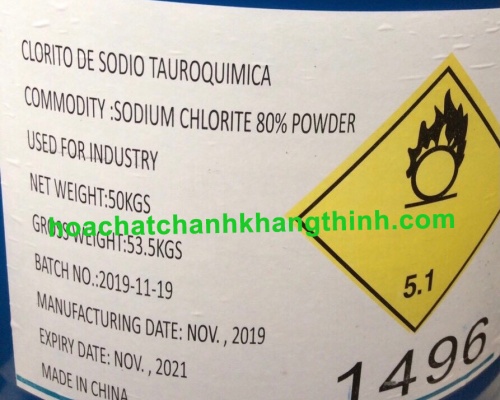 CLORITO DE SODIO TAUROQUIMICA
COMMODITY :SODIUM CHLORITE 80% POWDER
USED FOR INDUSTRY
NET WEIGHT:50KGS
GROSS WEIGHT:53.5KGS
hoachatchanhkhangthinh.com
BATCH NO.:2019-11-19
MANUFACTURING DATE: NOV. , 2019
EXPIRY DATE: NOV. , 2021
MADE IN CHINA
5.1
1496